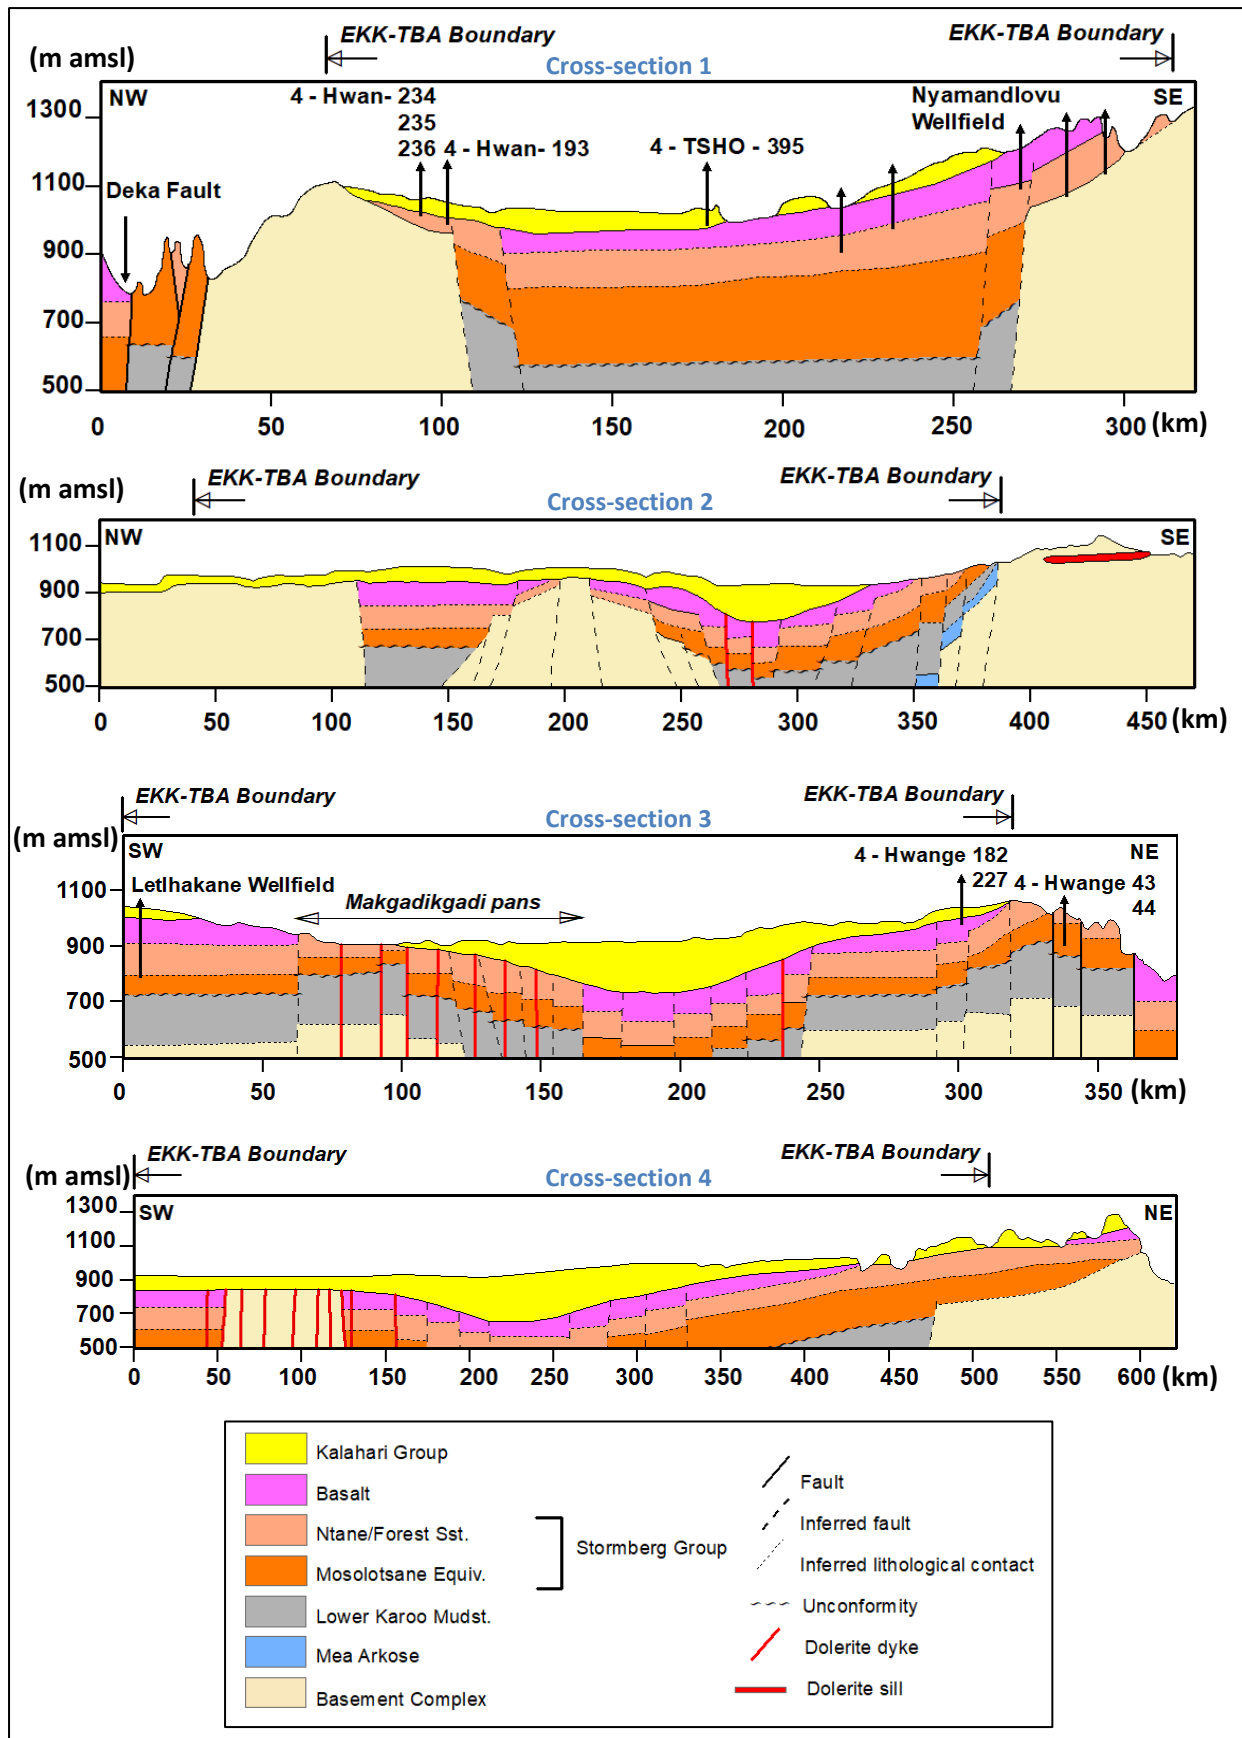 EKK-TBA Boundary
EKK-TBA Boundary
(m amsl)
Cross-section 1
NW
SE
4 - Hwan- 234
235
236
4 - Hwan- 193
4 - TSHO - 395
Nyamandlovu
Wellfield
Deka Fault
1300
1100
900
700
500
0 50 100 150 200 250 300 (km)
EKK-TBA Boundary
EKK-TBA Boundary
(m amsl)
Cross-section 2
NW
SE
1100
900
700
500
0 50 100 150 200 250 300 350 400 450 (km)
EKK-TBA Boundary
EKK-TBA Boundary
(m amsl)
Cross-section 3
SW
NE
Letlhakane Wellfield
Makgadikgadi pans
4 - Hwange 182
227
4 - Hwange 43
44
1100
900
700
500
0 50 100 150 200 250 300 350 (km)
EKK-TBA Boundary
EKK-TBA Boundary
(m amsl)
Cross-section 4
SW
NE
1300
1100
900
700
500
0 50 100 150 200 250 300 350 400 450 500 550 600 (km)
Kalahari Group
Basalt
Ntane/Forest Sst.
Mosolotsane Equiv.
Stormberg Group
Lower Karoo Mudst.
Mea Arkose
Basement Complex
Fault
Inferred fault
Inferred lithological contact
Unconformity
Dolerite dyke
Dolerite sill